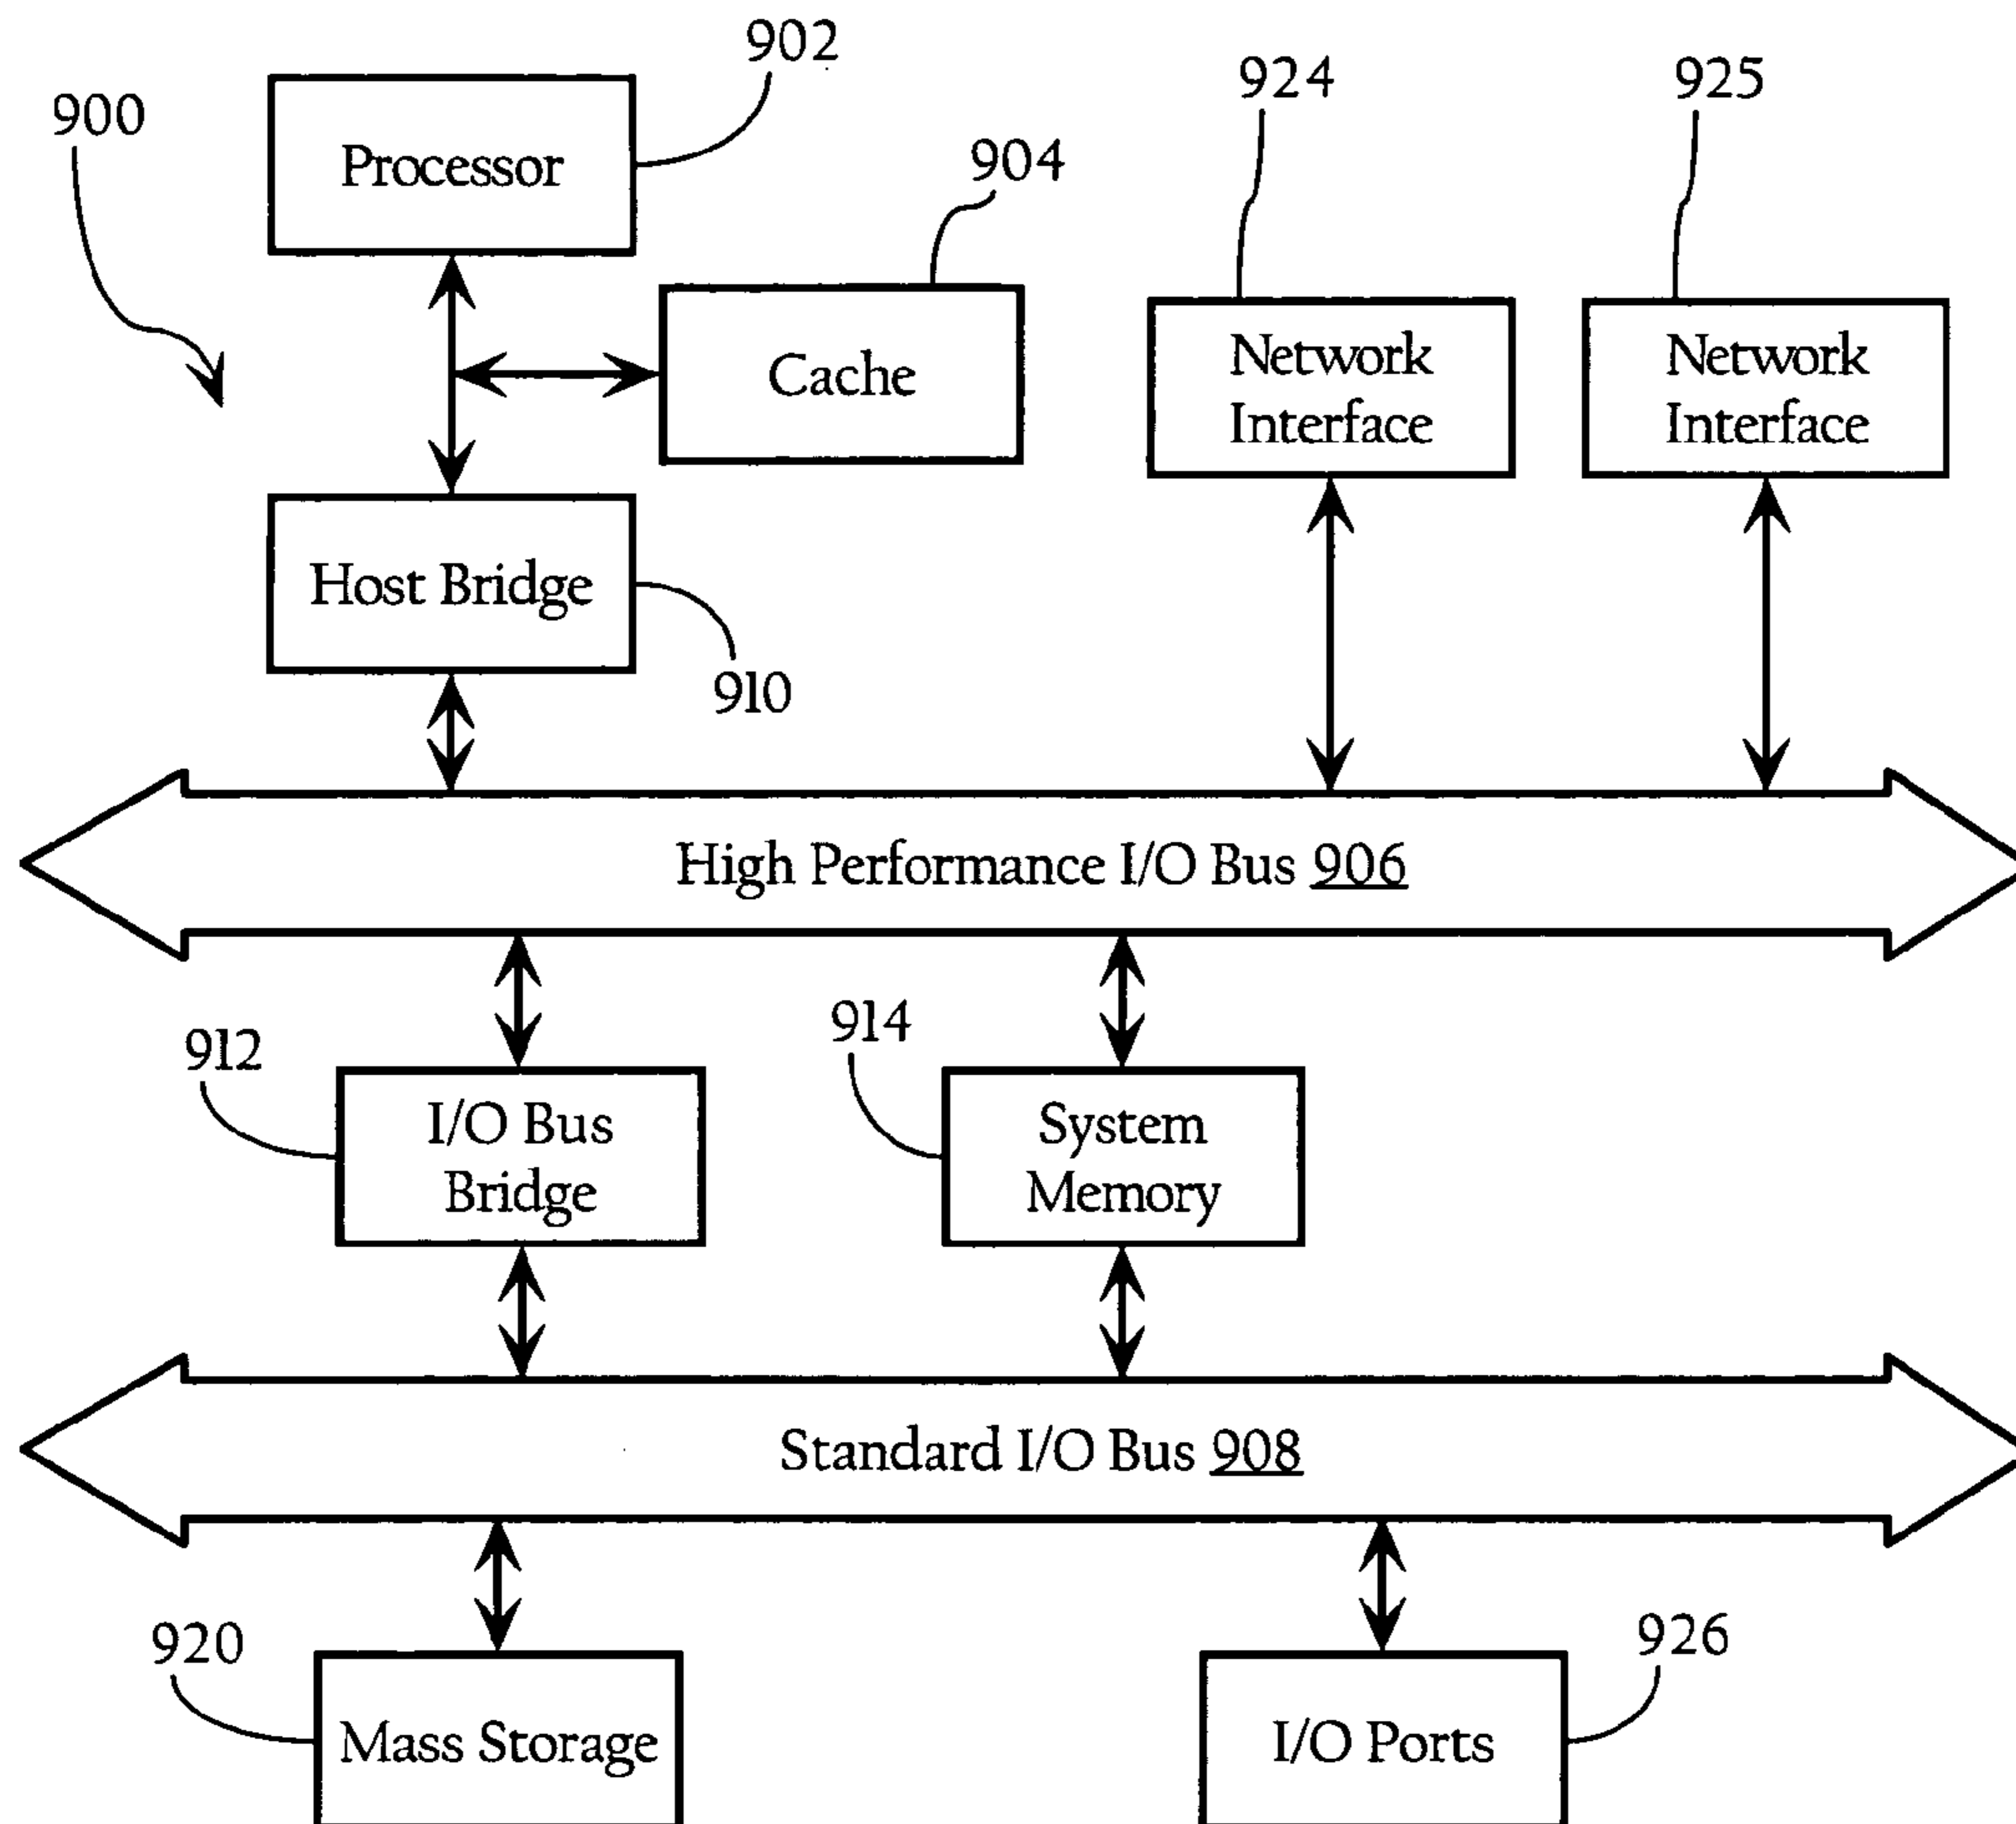 902
924
925
900
Processor
904
Network
Interface
Network
Interface
Cache
Host Bridge
910
High Performance I/O Bus 906
914
912
I/O Bus
Bridge
System
Memory
Standard I/O Bus 908
920
926
Mass Storage
I/O Ports